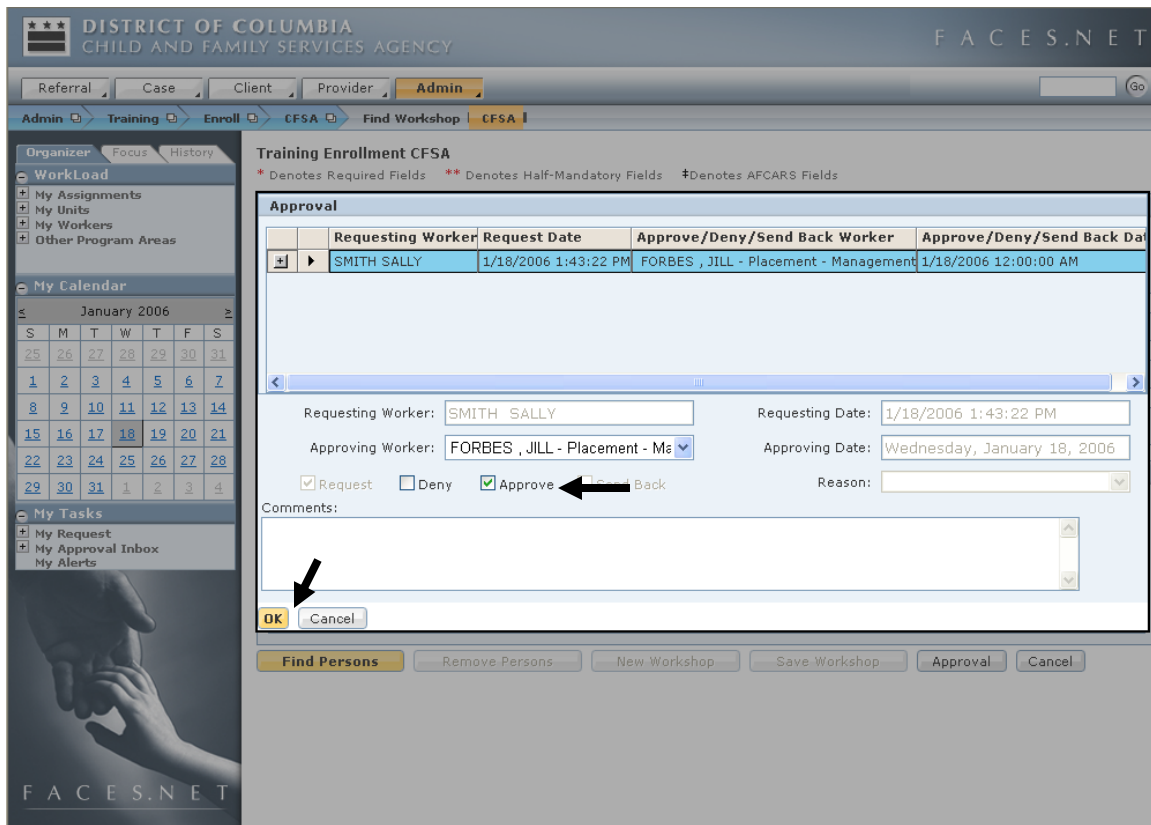 DISTRICT OF COLUMBIA
CHILD AND FAMILY SERVICES AGENCY
FACES.NET
Referral Case Client Provider Admin Go
Admin Training Enroll CFSA Find Workshop CFSA
Organizer Focus History
WorkLoad
My Assignments
My Units
My Workers
Other Program Areas
My Calendar
< January 2006 >
S M T W T F S
25 26 27 28 29 30 31
1 2 3 4 5 6 7
8 9 10 11 12 13 14
15 16 17 18 19 20 21
22 23 24 25 26 27 28
29 30 31 1 2 3 4
My Tasks
My Request
My Approval Inbox
My Alerts
FACES.NET
Training Enrollment CFSA
* Denotes Required Fields ** Denotes Half-Mandatory Fields ‡Denotes AFCARS Fields
Approval
Requesting Worker Request Date Approve/Deny/Send Back Worker Approve/Deny/Send Back Dat
SMITH SALLY 1/18/2006 1:43:22 PM FORBES , JILL - Placement - Management 1/18/2006 12:00:00 AM
Requesting Worker: SMITH SALLY Requesting Date: 1/18/2006 1:43:22 PM
Approving Worker: FORBES , JILL - Placement - Ma Approving Date: Wednesday, January 18, 2006
Request Deny Approve Send Back Reason:
Comments:
OK Cancel
Find Persons Remove Persons New Workshop Save Workshop Approval Cancel